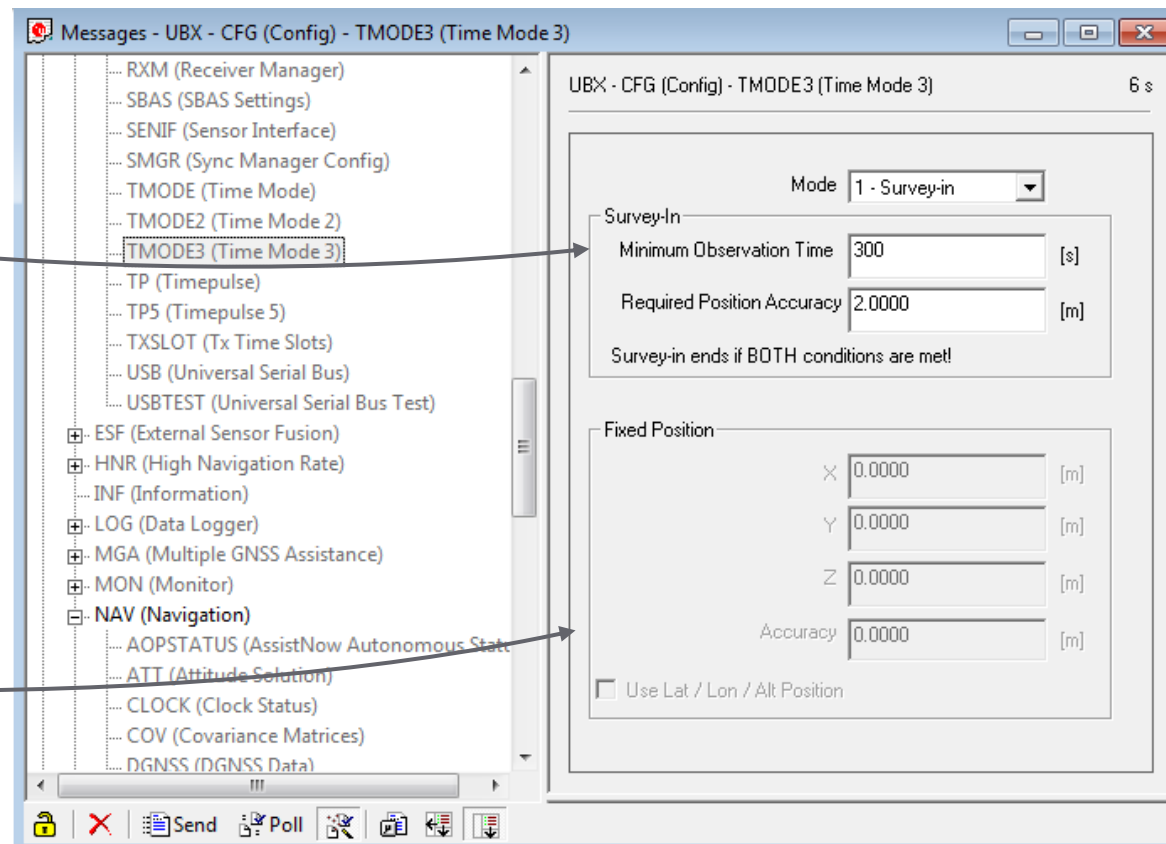 Messages - UBX - CFG (Config) - TMODE3 (Time Mode 3)
RXM (Receiver Manager)
SBAS (SBAS Settings)
SENIF (Sensor Interface)
SMGR (Sync Manager Config)
TMODE (Time Mode)
TMODE2 (Time Mode 2)
TMODE3 (Time Mode 3)
TP (Timepulse)
TP5 (Timepulse 5)
TXSLOT (Tx Time Slots)
USB (Universal Serial Bus)
USBTEST (Universal Serial Bus Test)
ESF (External Sensor Fusion)
HNR (High Navigation Rate)
INF (Information)
LOG (Data Logger)
MGA (Multiple GNSS Assistance)
MON (Monitor)
NAV (Navigation)
AOPSTATUS (AssistNow Autonomous Statu
ATT (Attitude Solution)
CLOCK (Clock Status)
COV (Covariance Matrices)
DGNSS (DGNSS Data)
UBX - CFG (Config) - TMODE3 (Time Mode 3) 6 s
Mode 1 - Survey-in
Survey-In
Minimum Observation Time 300 [s]
Required Position Accuracy 2.0000 [m]
Survey-in ends if BOTH conditions are met!
Fixed Position
X 0.0000 [m]
Y 0.0000 [m]
Z 0.0000 [m]
Accuracy 0.0000 [m]
Use Lat / Lon / Alt Position
Send Poll